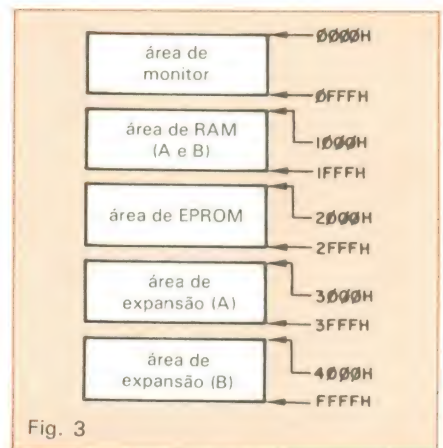 área de
monitor
ØØØØH
ØFFFH
área de RAM
(A e B)
1ØØØH
1FFFH
área de EPROM
2ØØØH
2FFFH
área de
expansão (A)
3ØØØH
3FFFH
área de
expansão (B)
4ØØØH
FFFFH
Fig. 3